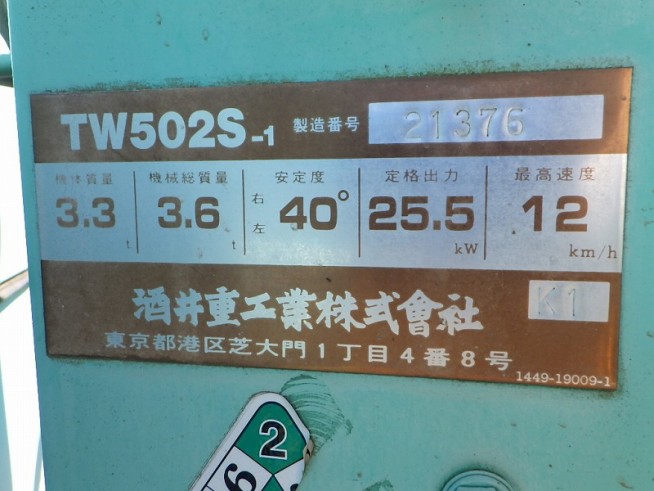 TW502S-1 製造番号 21376
機体質量 機械総質量 安定度 定格出力 最高速度
3.3 t 3.6 t 右 左 40° 25.5 kW 12 km/h
酒井重工業株式會社 K1
東京都港区芝大門1丁目4番8号
1449-19009-1
2
6